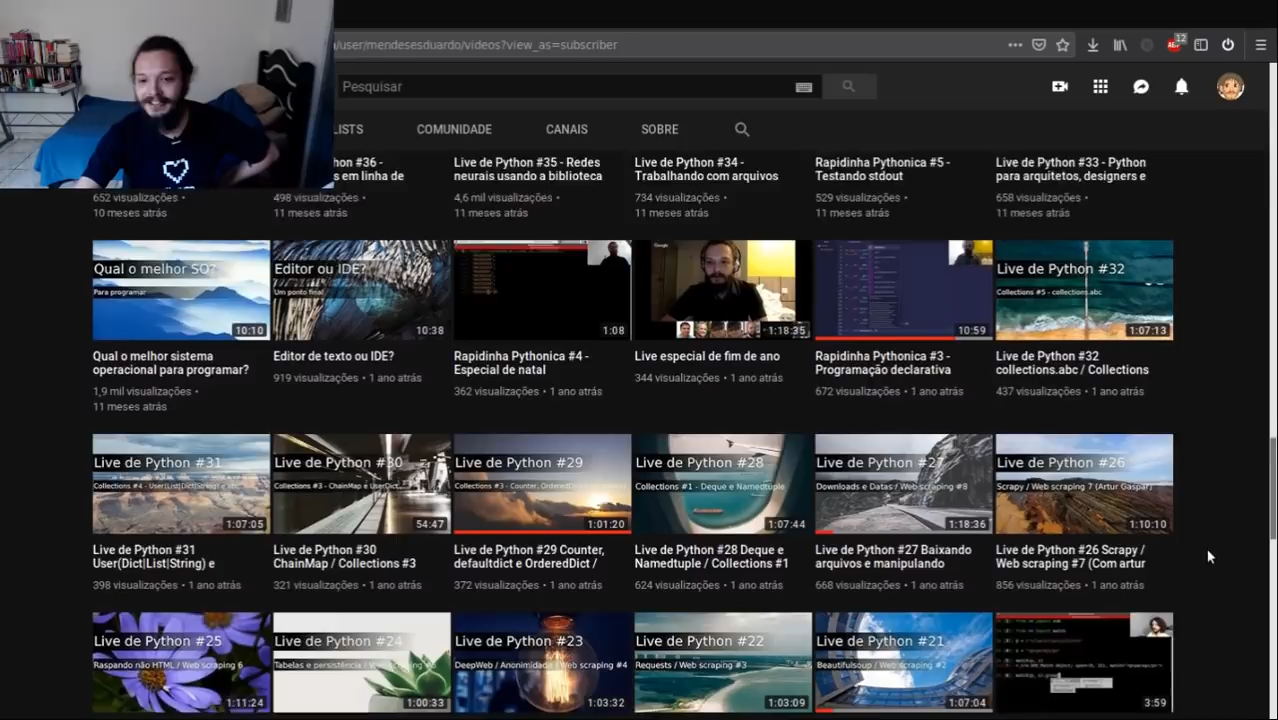 /user/mendesesduardo/videos?view_as=subscriber
12
Pesquisar
LISTS COMUNIDADE CANAIS SOBRE
#36 -
em linha de
498 visualizações •
11 meses atrás
652 visualizações •
10 meses atrás
Live de Python #35 - Redes
neurais usando a biblioteca
4,6 mil visualizações •
11 meses atrás
Live de Python #34 -
Trabalhando com arquivos
734 visualizações •
11 meses atrás
Rapidinha Pythonica #5 -
Testando stdout
529 visualizações •
11 meses atrás
Live de Python #33 - Python
para arquitetos, designers e
658 visualizações •
11 meses atrás
Qual o melhor SO?
Para programar
10:10
Qual o melhor sistema
operacional para programar?
1,9 mil visualizações •
11 meses atrás
Editor ou IDE?
Um ponto final
10:38
Editor de texto ou IDE?
919 visualizações • 1 ano atrás
1:08
Rapidinha Pythonica #4 -
Especial de natal
362 visualizações • 1 ano atrás
Google
1:18:35
Live especial de fim de ano
344 visualizações • 1 ano atrás
10:59
Rapidinha Pythonica #3 -
Programação declarativa
672 visualizações • 1 ano atrás
Live de Python #32
Collections #5 - collections.abc
1:07:13
Live de Python #32
collections.abc / Collections
437 visualizações • 1 ano atrás
Live de Python #31
Collections #4 - User(List|Dict|String) e abc
1:07:05
Live de Python #31
User(Dict|List|String) e
398 visualizações • 1 ano atrás
Live de Python #30
Collections #3 - ChainMap e UserDict
54:47
Live de Python #30
ChainMap / Collections #3
321 visualizações • 1 ano atrás
Live de Python #29
Collections #3 - Counter, OrderedDict
1:01:20
Live de Python #29 Counter,
defaultdict e OrderedDict /
372 visualizações • 1 ano atrás
Live de Python #28
Collections #1 - Deque e Namedtuple
1:07:44
Live de Python #28 Deque e
Namedtuple / Collections #1
624 visualizações • 1 ano atrás
Live de Python #27
Downloads e Datas / Web scraping #8
1:18:36
Live de Python #27 Baixando
arquivos e manipulando
668 visualizações • 1 ano atrás
Live de Python #26
Scrapy / Web scraping 7 (Artur Gaspar)
1:10:10
Live de Python #26 Scrapy /
Web scraping #7 (Com artur
856 visualizações • 1 ano atrás
Live de Python #25
Raspando não HTML / Web scraping 6
1:11:24
Live de Python #24
Tabelas e persistência /
1:00:33
Live de Python #23
DeepWeb / Anonimidade / Web scraping #4
1:03:32
Live de Python #22
Requests / Web scraping #3
1:03:09
Live de Python #21
Beautifulsoup / Web scraping #2
1:07:04
3:59